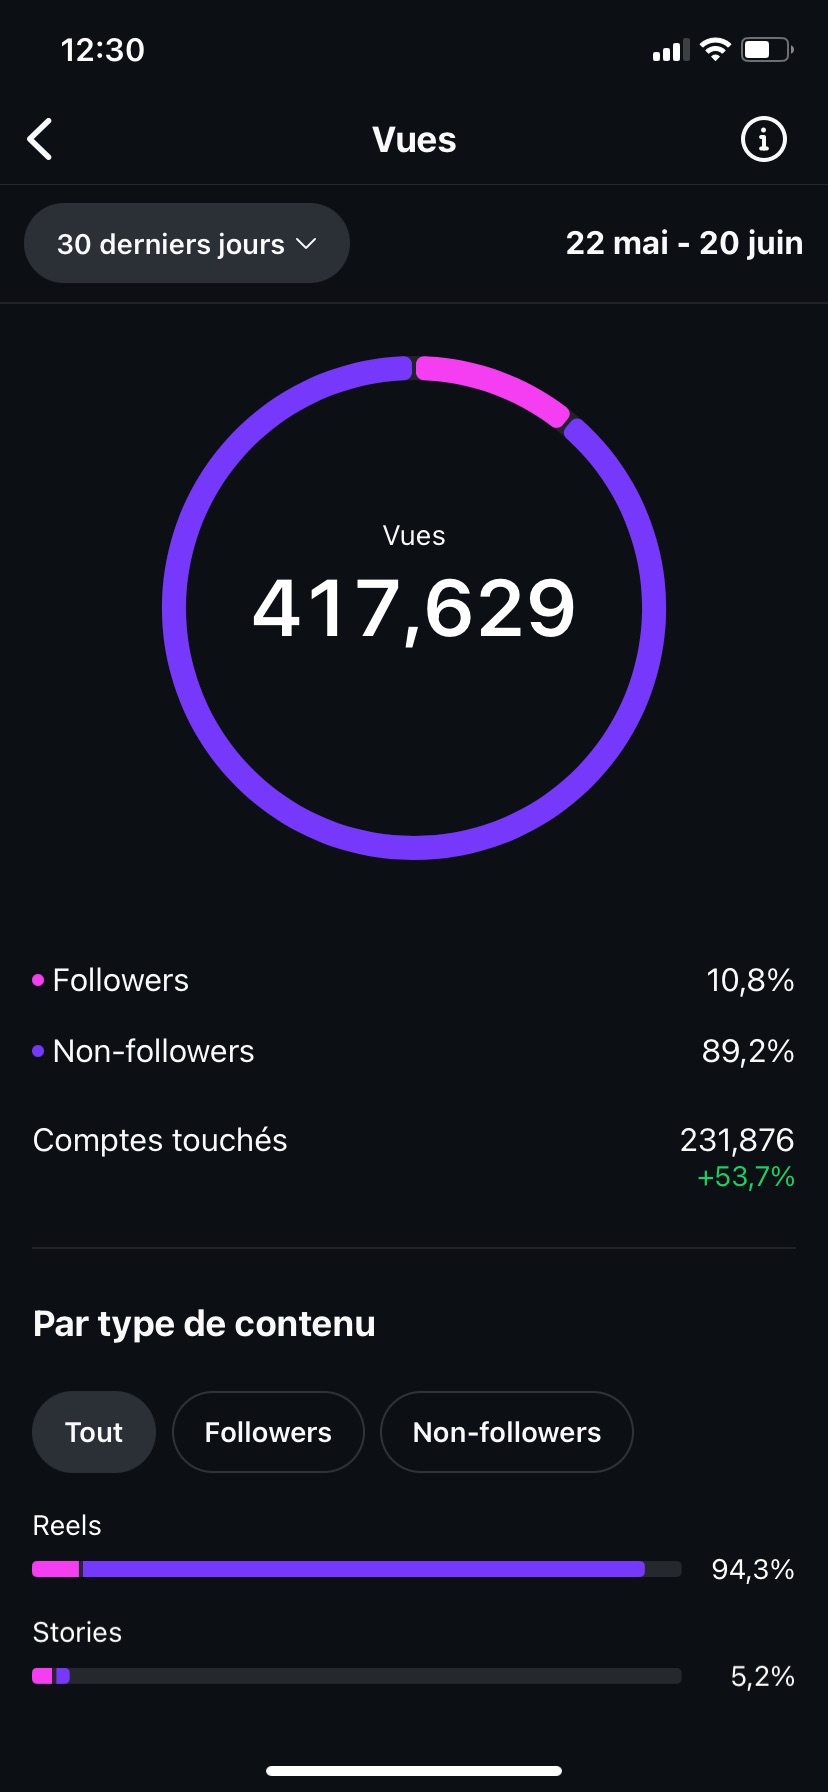 12:30
Vues
30 derniers jours
22 mai - 20 juin
Vues
417,629
Followers 10,8%
Non-followers 89,2%
Comptes touchés 231,876
+53,7%
Par type de contenu
Tout Followers Non-followers
Reels
94,3%
Stories
5,2%